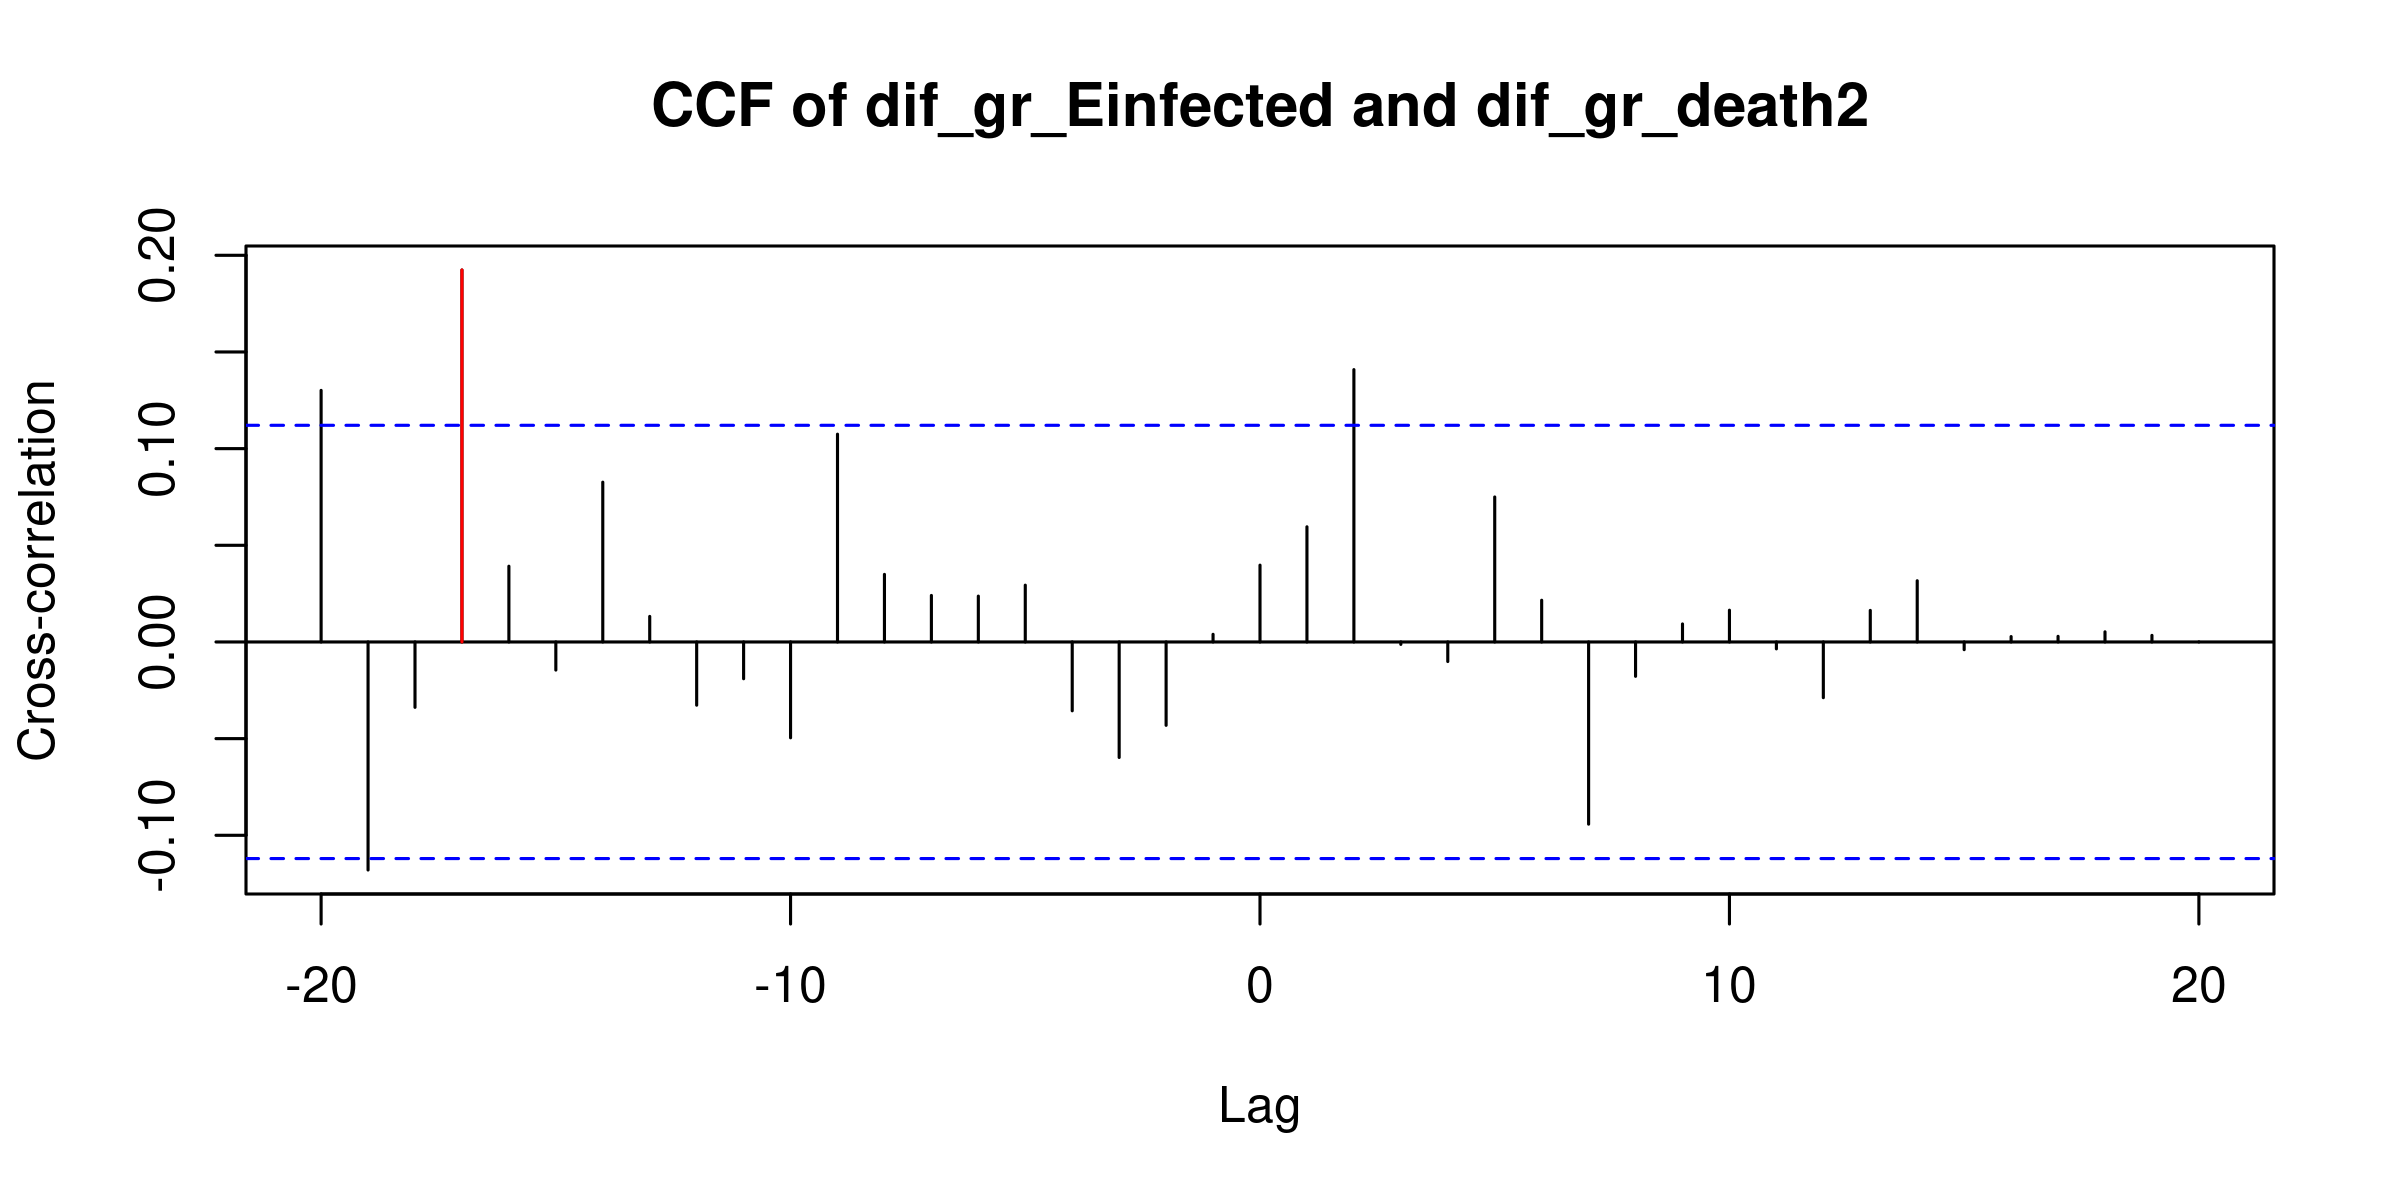 CCF of dif_gr_Einfected and dif_gr_death2
Cross-correlation
0.20
0.10
0.00
-0.10
-20 -10 0 10 20
Lag